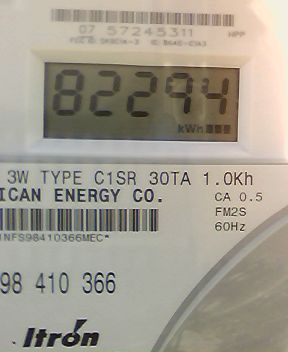 07 57245311 HPP
82294
kWh
3W TYPE C1SR 30TA 1.0Kh
ICAN ENERGY CO. CA 0.5
FM2S
60Hz
INFS98410366MEC*
98 410 366
Itron